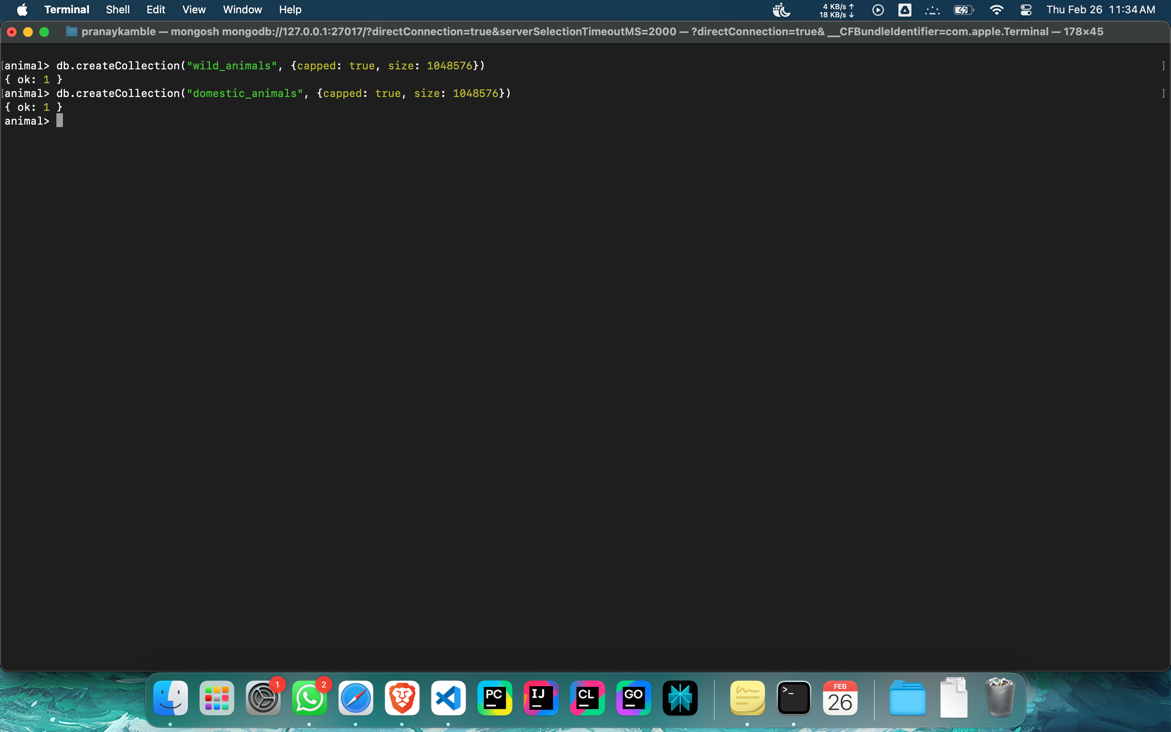 Terminal Shell Edit View Window Help 4 KB/s ↑ 18 KB/s ↓ Thu Feb 26 11:34 AM
pranaykamble — mongosh mongodb://127.0.0.1:27017/?directConnection=true&serverSelectionTimeoutMS=2000 — ?directConnection=true& __CFBundleIdentifier=com.apple.Terminal — 178×45
[animal> db.createCollection("wild_animals", {capped: true, size: 1048576}) ]
{ ok: 1 }
[animal> db.createCollection("domestic_animals", {capped: true, size: 1048576}) ]
{ ok: 1 }
animal>
1 2 PC IJ CL GO >_ FEB 26